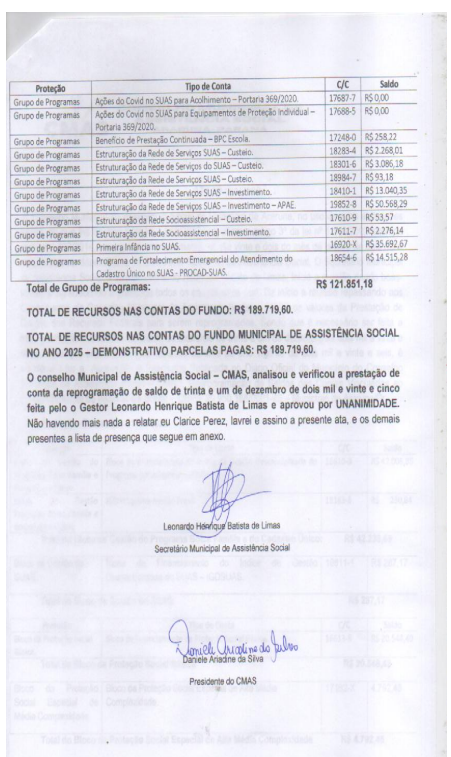 Proteção Tipo de Conta C/C Saldo
Grupo de Programas Ações do Covid no SUAS para Acolhimento – Portaria 369/2020. 17687-7 R$ 0,00
Grupo de Programas Ações do Covid no SUAS para Equipamentos de Proteção Individual – 17688-5 R$ 0,00
Portaria 369/2020.
Grupo de Programas Benefício de Prestação Continuada – BPC Escola. 17248-0 R$ 258,22
Grupo de Programas Estruturação da Rede de Serviços SUAS – Custeio. 18283-4 R$ 2.268,01
Grupo de Programas Estruturação da Rede de Serviços do SUAS – Custeio. 18301-6 R$ 3.086,18
Grupo de Programas Estruturação da Rede de Serviços SUAS – Custeio. 18984-7 R$ 93,18
Grupo de Programas Estruturação da Rede de Serviços SUAS – Investimento. 18410-1 R$ 13.040,35
Grupo de Programas Estruturação da Rede de Serviços SUAS – Investimento – APAE. 19852-8 R$ 50.568,29
Grupo de Programas Estruturação da Rede Socioassistencial – Custeio. 17610-9 R$ 53,57
Grupo de Programas Estruturação da Rede Socioassistencial – Investimento. 17611-7 R$ 2.276,14
Grupo de Programas Primeira Infância no SUAS. 16920-X R$ 35.692,67
Grupo de Programas Programa de Fortalecimento Emergencial do Atendimento do 18654-6 R$ 14.515,28
Cadastro Único no SUAS - PROCAD-SUAS.
Total de Grupo de Programas: R$ 121.851,18
TOTAL DE RECURSOS NAS CONTAS DO FUNDO: R$ 189.719,60.
TOTAL DE RECURSOS NAS CONTAS DO FUNDO MUNICIPAL DE ASSISTÊNCIA SOCIAL
NO ANO 2025 – DEMONSTRATIVO PARCELAS PAGAS: R$ 189.719,60.
O conselho Municipal de Assistência Social – CMAS, analisou e verificou a prestação de
conta da reprogramação de saldo de trinta e um de dezembro de dois mil e vinte e cinco
feita pelo o Gestor Leonardo Henrique Batista de Limas e aprovou por UNANIMIDADE.
Não havendo mais nada a relatar eu Clarice Perez, lavrei e assino a presente ata, e os demais
presentes a lista de presença que segue em anexo.
Leonardo Henrique Batista de Limas
Secretário Municipal de Assistência Social
Daniele Ariadine da Silva
Daniele Ariadine da Silva
Presidente do CMAS